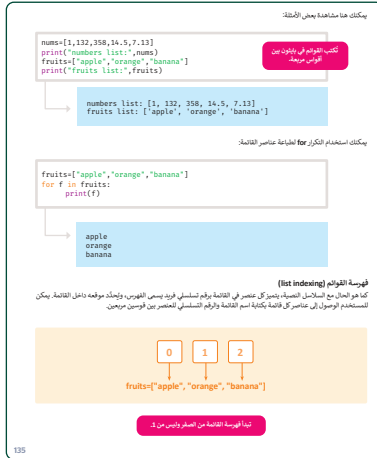 يمكنك هنا مشاهدة بعض الأمثلة:
nums=[1,132,358,14.5,7.13]
print("numbers list:",nums)
fruits=["apple","orange","banana"]
print("fruits list:",fruits)
تُكتب القوائم في بايثون بين
أقواس مربعة.
numbers list: [1, 132, 358, 14.5, 7.13]
fruits list: ['apple', 'orange', 'banana']
يمكنك استخدام التكرار for لطباعة عناصر القائمة:
fruits=["apple","orange","banana"]
for f in fruits:
print(f)
apple
orange
banana
فهرسة القوائم (list indexing)
كما هو الحال مع السلاسل النصية، يتميز كل عنصر في القائمة برقم تسلسلي فريد يسمى الفهرس، ويُحدِّد موقعه داخل القائمة. يمكن
للمستخدم الوصول إلى عناصر كل قائمة بكتابة اسم القائمة والرقم التسلسلي للعنصر بين قوسين مربعين.
0 1 2
fruits=["apple", "orange", "banana"]
تبدأ فهرسة القائمة من الصفر وليس من 1.
135